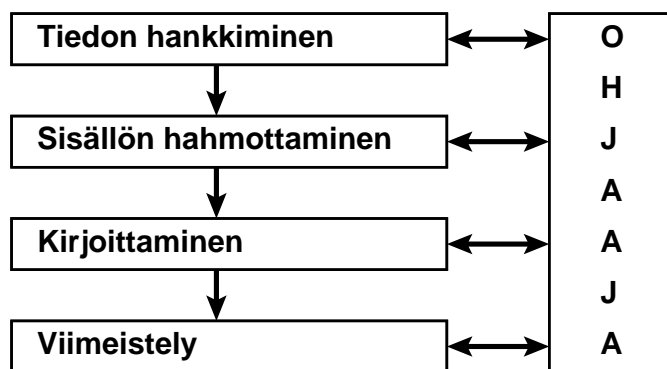 Tiedon hankkiminen
Sisällön hahmottaminen
Kirjoittaminen
Viimeistely
O
H
J
A
A
J
A